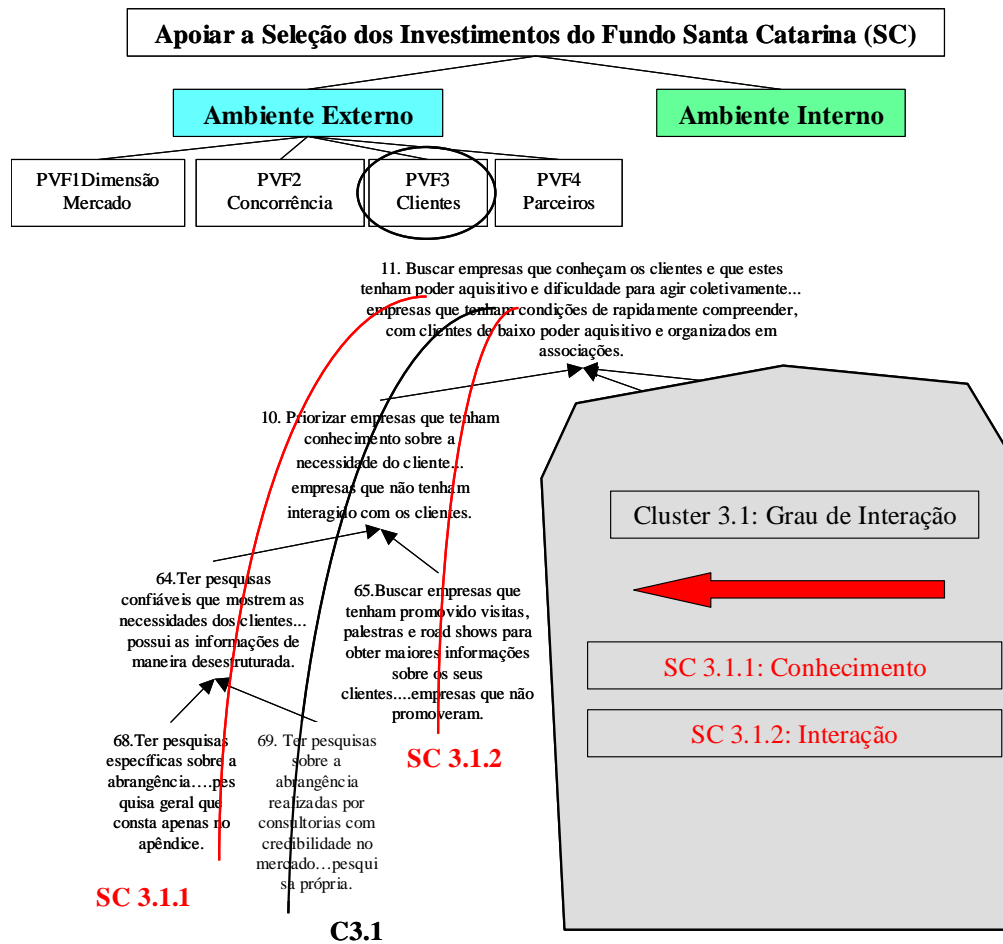 Apoiar a Seleção dos Investimentos do Fundo Santa Catarina (SC)
Ambiente Externo
Ambiente Interno
PVF1Dimensão
Mercado
PVF2
Concorrência
PVF3
Clientes
PVF4
Parceiros
11. Buscar empresas que conheçam os clientes e que estes
tenham poder aquisitivo e dificuldade para agir coletivamente...
empresas que tenham condições de rapidamente compreender,
com clientes de baixo poder aquisitivo e organizados em
associações.
10. Priorizar empresas que tenham
conhecimento sobre a
necessidade do cliente...
empresas que não tenham
interagido com os clientes.
64.Ter pesquisas
confiáveis que mostrem as
necessidades dos clientes...
possui as informações de
maneira desestruturada.
65.Buscar empresas que
tenham promovido visitas,
palestras e road shows para
obter maiores informações
sobre os seus
clientes....empresas que não
promoveram.
68.Ter pesquisas
específicas sobre a
abrangência….pes
quisa geral que
consta apenas no
apêndice.
69. Ter pesquisas
sobre a
abrangência
realizadas por
consultorias com
credibilidade no
mercado…pesqui
sa própria.
SC 3.1.1
C3.1
SC 3.1.2
Cluster 3.1: Grau de Interação
SC 3.1.1: Conhecimento
SC 3.1.2: Interação